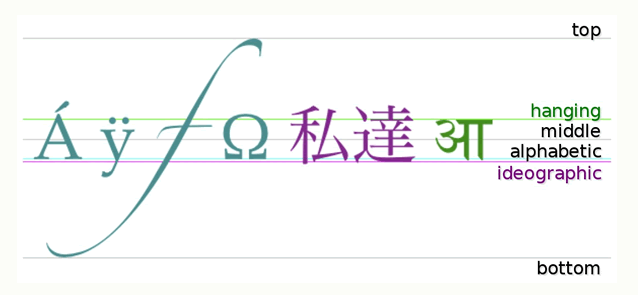 top
Á ÿ f Ω 私達 आ
hanging
middle
alphabetic
ideographic
bottom